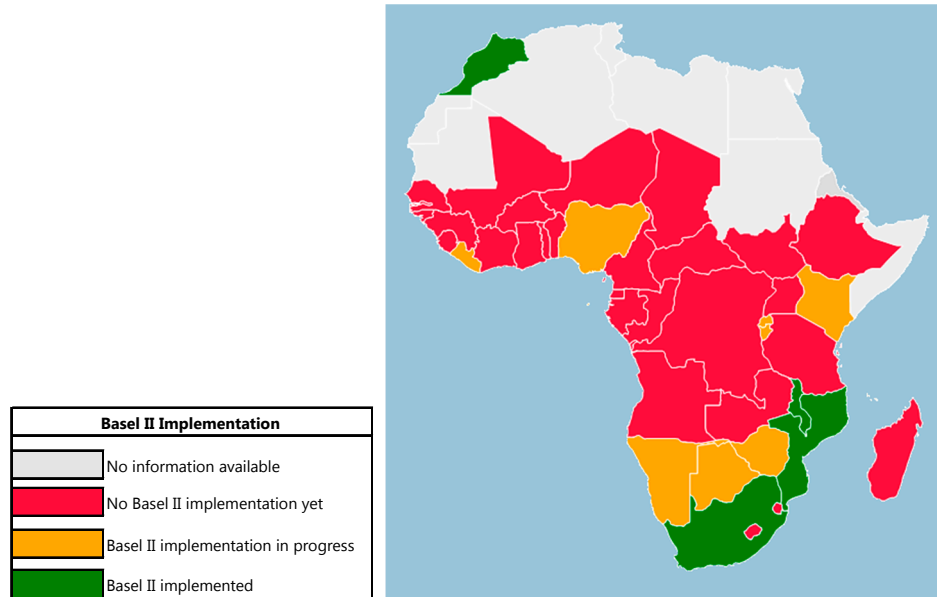 Basel II Implementation
No information available
No Basel II implementation yet
Basel II implementation in progress
Basel II implemented